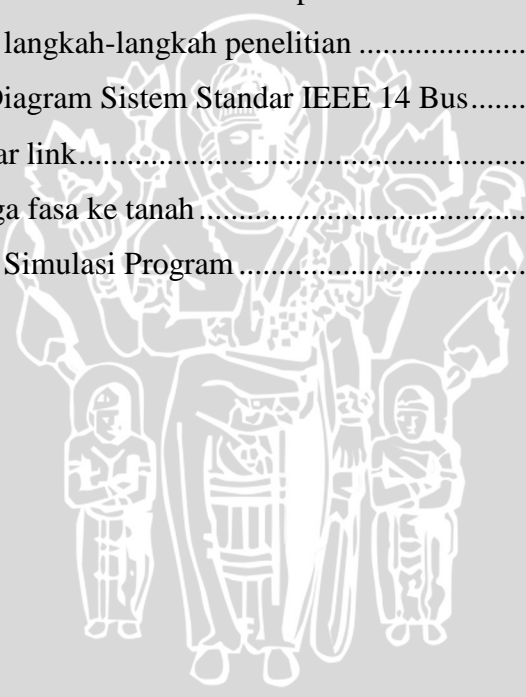 langkah-langkah penelitian ........................
Diagram Sistem Standar IEEE 14 Bus........
ar link...............................................................
ga fasa ke tanah .............................................
Simulasi Program ........................................